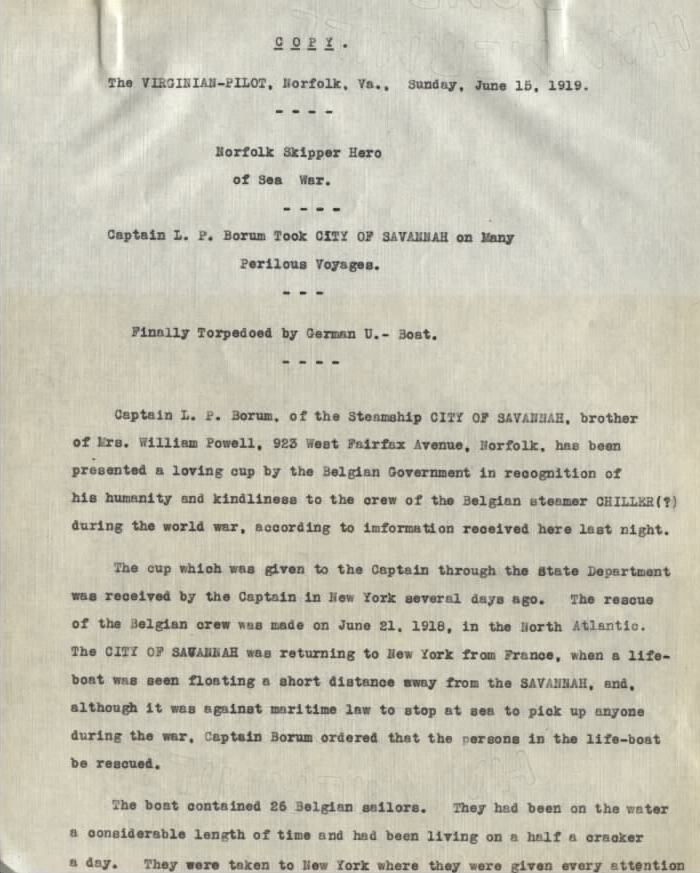 COPY.
The VIRGINIAN-PILOT, Norfolk, Va., Sunday, June 15, 1919.
- - - -
Norfolk Skipper Hero
of Sea War.
- - - -
Captain L. P. Borum Took CITY OF SAVANNAH on Many
Perilous Voyages.
- - -
Finally Torpedoed by German U.- Boat.
- - - -
Captain L. P. Borum, of the Steamship CITY OF SAVANNAH, brother
of Mrs. William Powell, 923 West Fairfax Avenue, Norfolk, has been
presented a loving cup by the Belgian Government in recognition of
his humanity and kindliness to the crew of the Belgian steamer CHILLER(?)
during the world war, according to imformation received here last night.
The cup which was given to the Captain through the State Department
was received by the Captain in New York several days ago. The rescue
of the Belgian crew was made on June 21, 1918, in the North Atlantic.
The CITY OF SAVANNAH was returning to New York from France, when a life-
boat was seen floating a short distance away from the SAVANNAH, and,
although it was against maritime law to stop at sea to pick up anyone
during the war, Captain Borum ordered that the persons in the life-boat
be rescued.
The boat contained 26 Belgian sailors. They had been on the water
a considerable length of time and had been living on a half a cracker
a day. They were taken to New York where they were given every attention